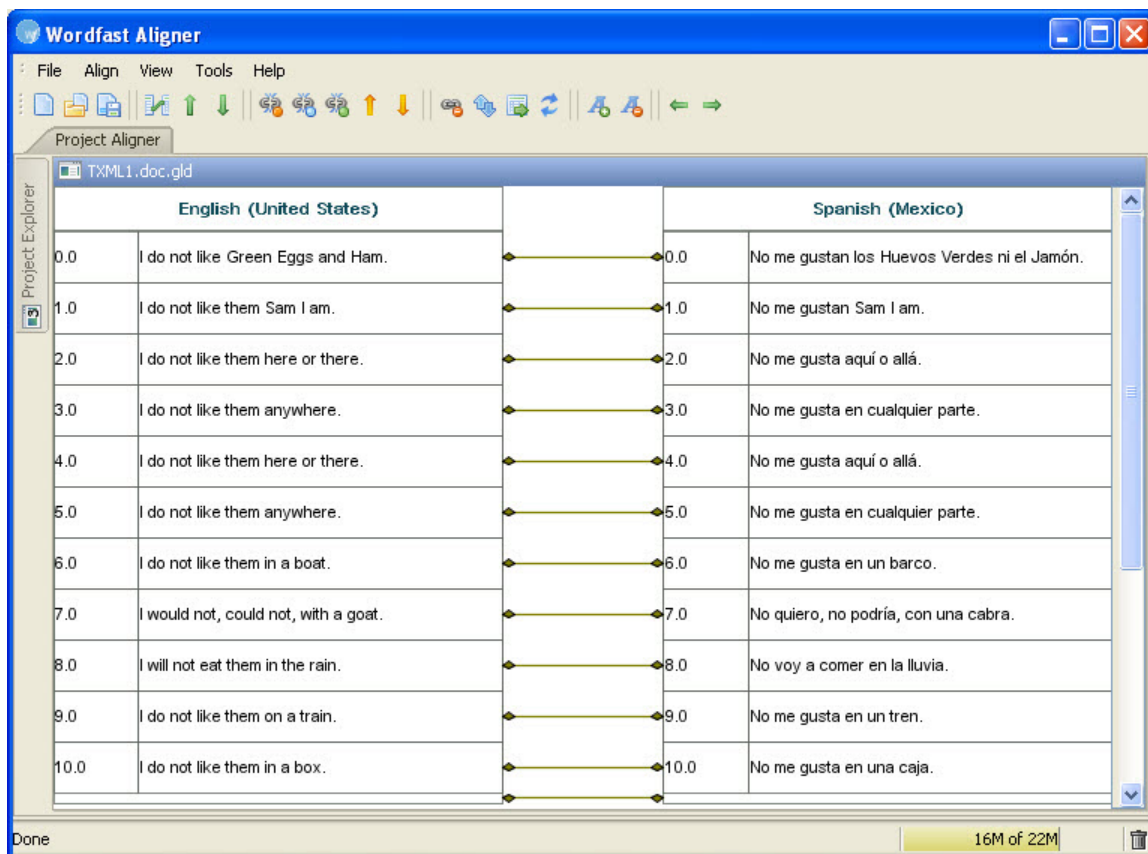 Wordfast Aligner
File Align View Tools Help
Project Aligner
Project Explorer
TXML1.doc.gld
English (United States) Spanish (Mexico)
0.0 I do not like Green Eggs and Ham. 0.0 No me gustan los Huevos Verdes ni el Jamón.
1.0 I do not like them Sam I am. 1.0 No me gustan Sam I am.
2.0 I do not like them here or there. 2.0 No me gusta aquí o allá.
3.0 I do not like them anywhere. 3.0 No me gusta en cualquier parte.
4.0 I do not like them here or there. 4.0 No me gusta aquí o allá.
5.0 I do not like them anywhere. 5.0 No me gusta en cualquier parte.
6.0 I do not like them in a boat. 6.0 No me gusta en un barco.
7.0 I would not, could not, with a goat. 7.0 No quiero, no podría, con una cabra.
8.0 I will not eat them in the rain. 8.0 No voy a comer en la lluvia.
9.0 I do not like them on a train. 9.0 No me gusta en un tren.
10.0 I do not like them in a box. 10.0 No me gusta en una caja.
Done 16M of 22M